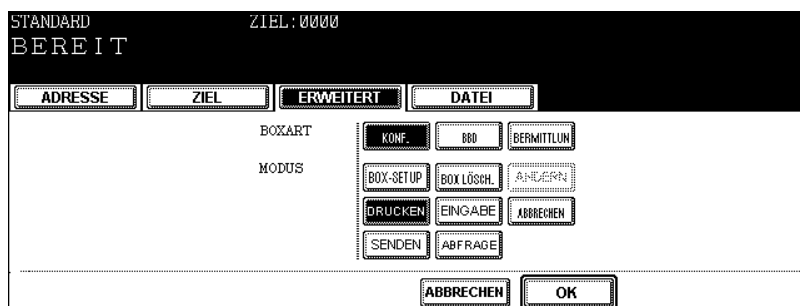 STANDARD ZIEL:0000
BEREIT
ADRESSE ZIEL ERWEITERT DATEI
BOXART KONF. BBD BERMITTLUN
MODUS BOX-SETUP BOX LÖSCH. ÄNDERN
DRUCKEN EINGABE ABBRECHEN
SENDEN ABFRAGE
ABBRECHEN OK